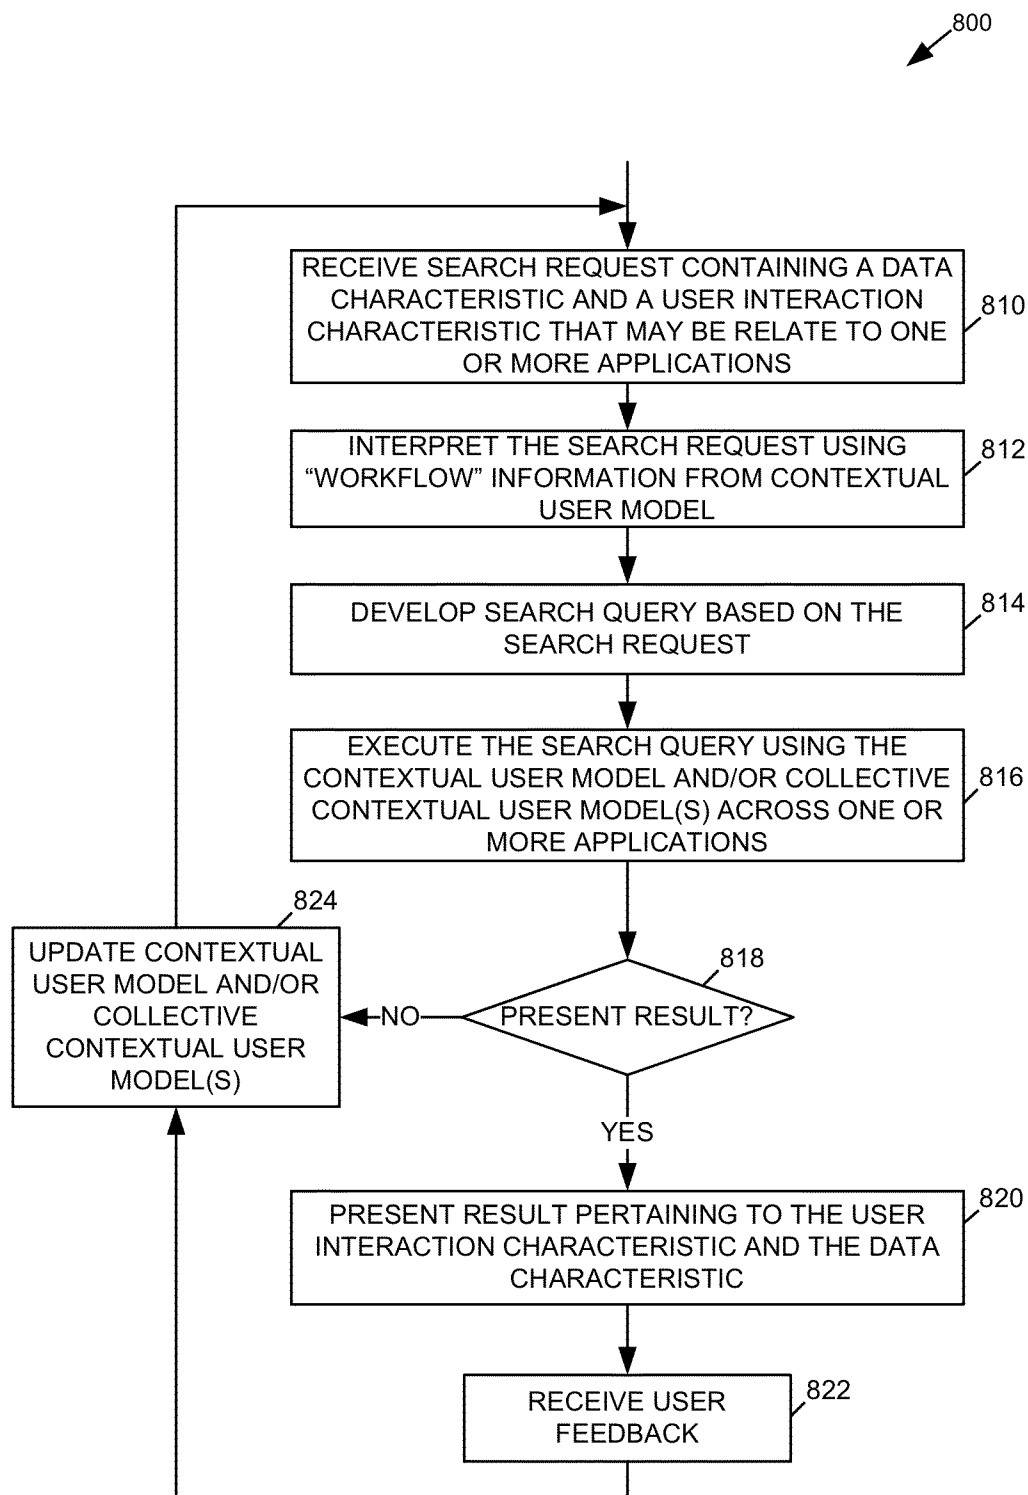 800
RECEIVE SEARCH REQUEST CONTAINING A DATA
CHARACTERISTIC AND A USER INTERACTION
CHARACTERISTIC THAT MAY BE RELATE TO ONE
OR MORE APPLICATIONS
810
INTERPRET THE SEARCH REQUEST USING
“WORKFLOW” INFORMATION FROM CONTEXTUAL
USER MODEL
812
DEVELOP SEARCH QUERY BASED ON THE
SEARCH REQUEST
814
EXECUTE THE SEARCH QUERY USING THE
CONTEXTUAL USER MODEL AND/OR COLLECTIVE
CONTEXTUAL USER MODEL(S) ACROSS ONE OR
MORE APPLICATIONS
816
824
UPDATE CONTEXTUAL
USER MODEL AND/OR
COLLECTIVE
CONTEXTUAL USER
MODEL(S)
818
NO
PRESENT RESULT?
YES
PRESENT RESULT PERTAINING TO THE USER
INTERACTION CHARACTERISTIC AND THE DATA
CHARACTERISTIC
820
RECEIVE USER
FEEDBACK
822